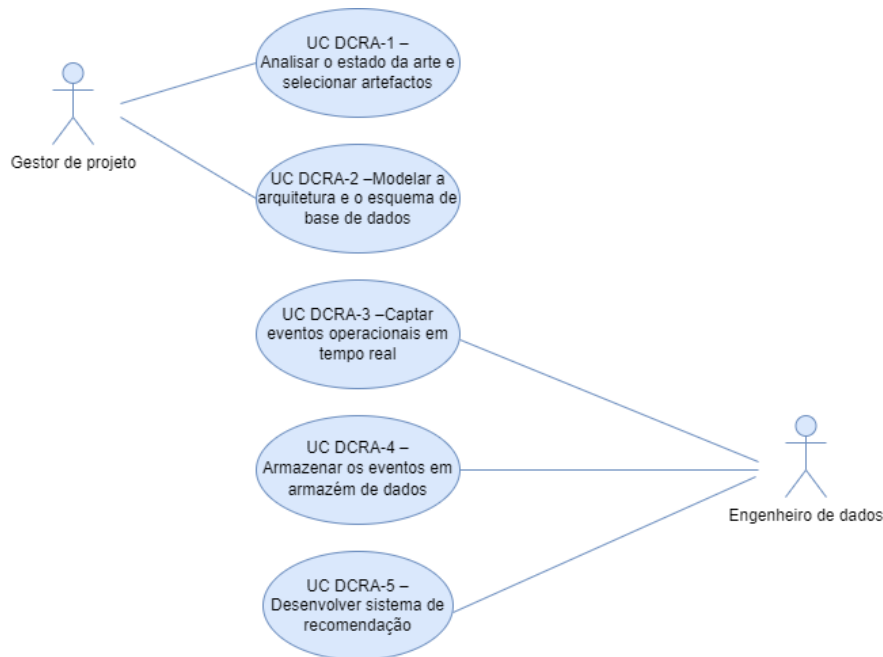 UC DCRA-1 –
Analisar o estado da arte e
selecionar artefactos
Gestor de projeto
UC DCRA-2 –Modelar a
arquitetura e o esquema de
base de dados
UC DCRA-3 –Captar
eventos operacionais em
tempo real
UC DCRA-4 –
Armazenar os eventos em
armazém de dados
Engenheiro de dados
UC DCRA-5 –
Desenvolver sistema de
recomendação